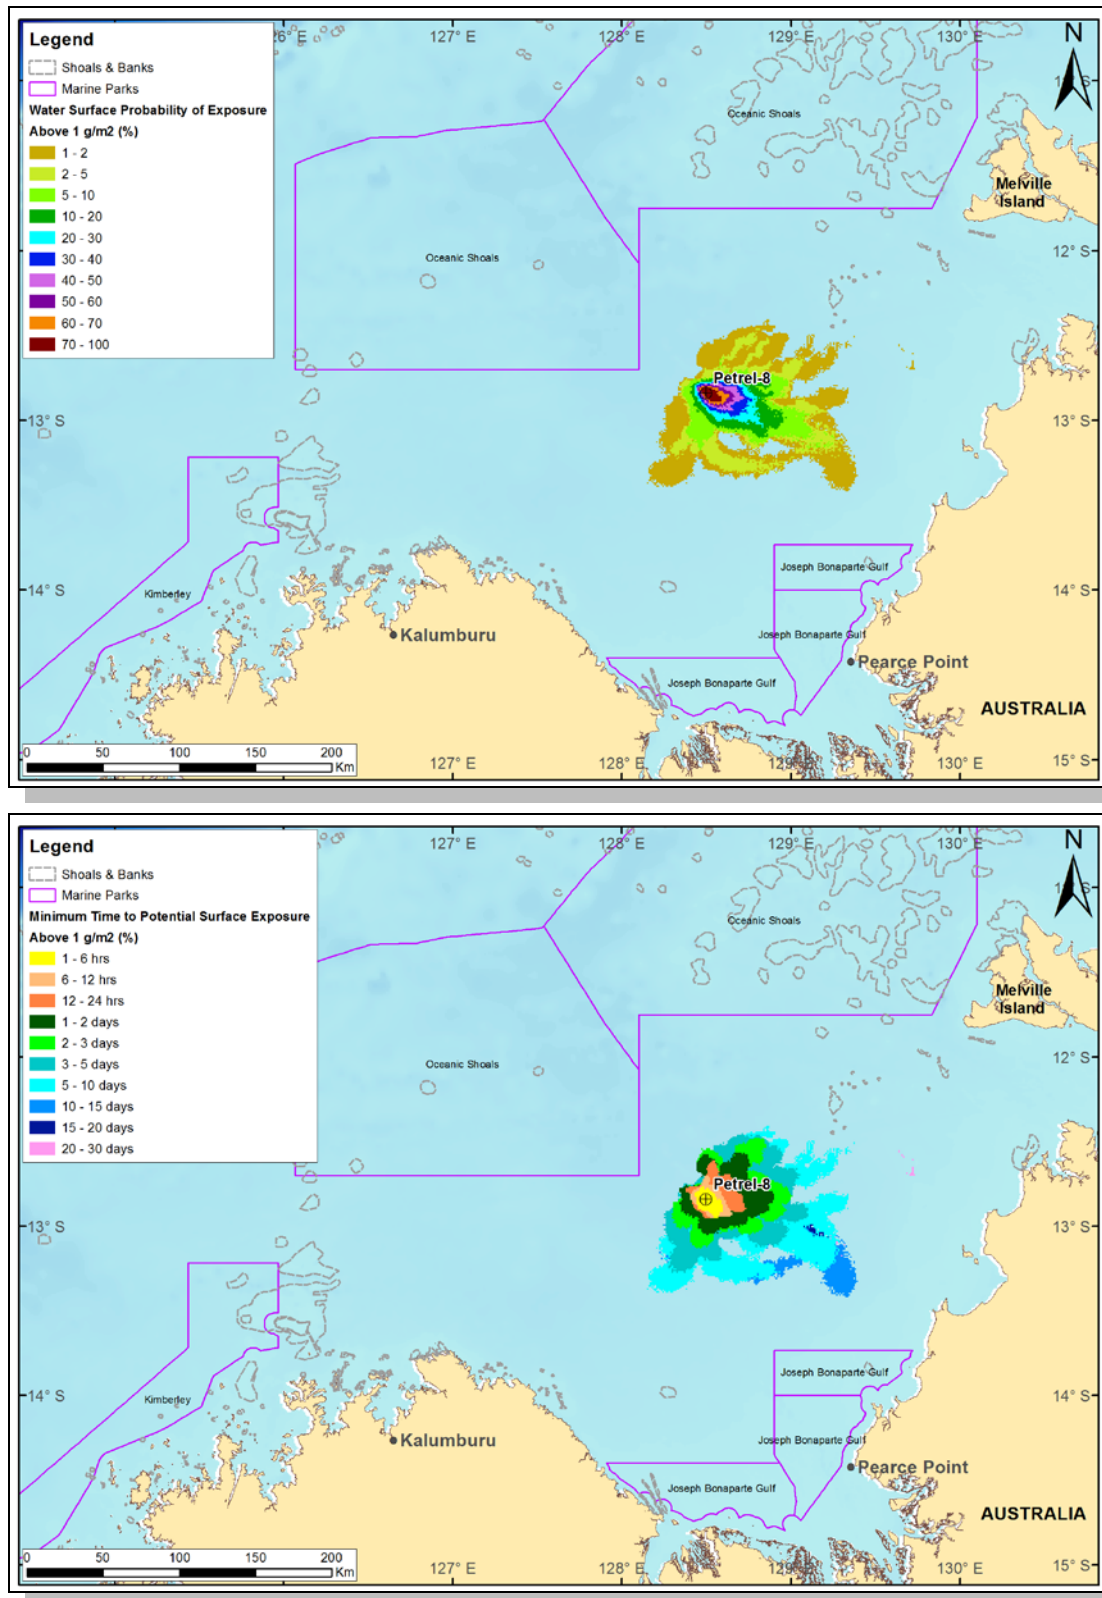 Legend
Shoals & Banks
Marine Parks
Water Surface Probability of Exposure
Above 1 g/m2 (%)
1 - 2
2 - 5
5 - 10
10 - 20
20 - 30
30 - 40
40 - 50
50 - 60
60 - 70
70 - 100
127° E
128° E
129° E
130° E
N
Oceanic Shoals
Melville
Island
Oceanic Shoals
12° S
Petrel-8
13° S
13° S
Joseph Bonaparte Gulf
14° S
Kimberley
14° S
Kalumburu
Joseph Bonaparte Gulf
Pearce Point
Joseph Bonaparte Gulf
AUSTRALIA
0 50 100 150 200
Km
127° E
128° E
129° E
130° E
15° S
Legend
Shoals & Banks
Marine Parks
Minimum Time to Potential Surface Exposure
Above 1 g/m2 (%)
1 - 6 hrs
6 - 12 hrs
12 - 24 hrs
1 - 2 days
2 - 3 days
3 - 5 days
5 - 10 days
10 - 15 days
15 - 20 days
20 - 30 days
127° E
128° E
129° E
130° E
N
Oceanic Shoals
Melville
Island
Oceanic Shoals
12° S
Petrel-8
13° S
13° S
Joseph Bonaparte Gulf
14° S
Kimberley
14° S
Kalumburu
Joseph Bonaparte Gulf
Pearce Point
Joseph Bonaparte Gulf
AUSTRALIA
0 50 100 150 200
Km
127° E
128° E
129° E
130° E
15° S